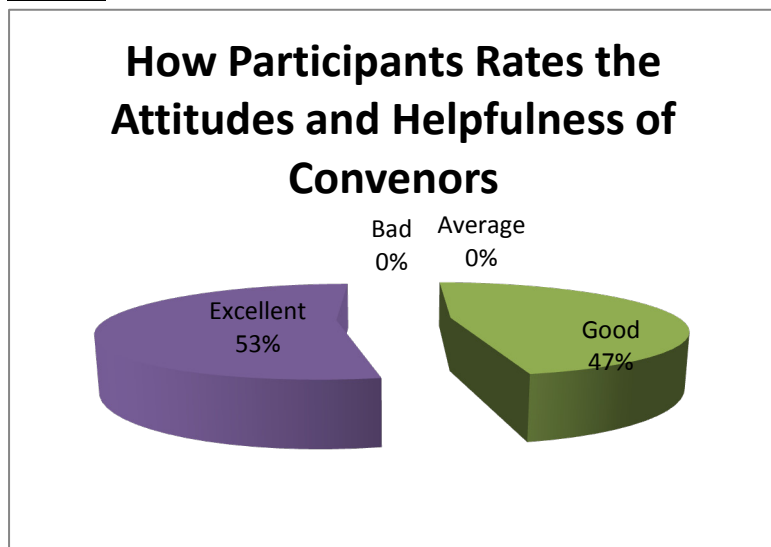 How Participants Rates the
Attitudes and Helpfulness of
Convenors
Bad
0%
Average
0%
Excellent
53%
Good
47%